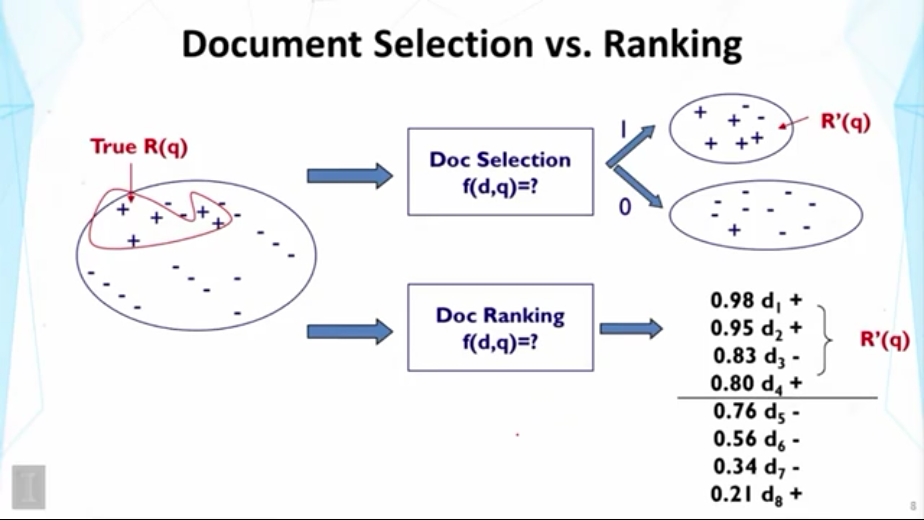 Document Selection vs. Ranking
True R(q)
+ + + + +
- - - - - - - - - - - - - - -
Doc Selection
f(d,q)=?
1
0
+ - + - + + +
R’(q)
- - - - - - - + - -
Doc Ranking
f(d,q)=?
0.98 d1 +
0.95 d2 +
0.83 d3 -
0.80 d4 +
R’(q)
0.76 d5 -
0.56 d6 -
0.34 d7 -
0.21 d8 +
I
8